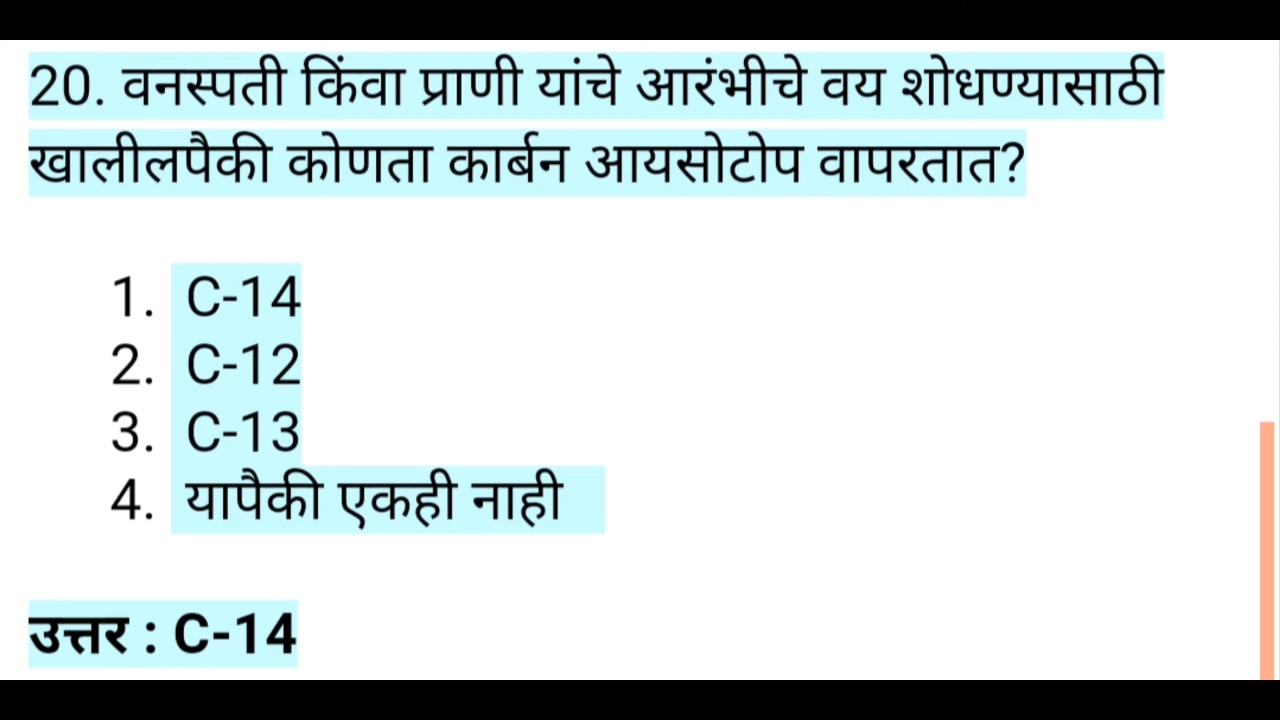 20. वनस्पती किंवा प्राणी यांचे आरंभीचे वय शोधण्यासाठी
खालीलपैकी कोणता कार्बन आयसोटोप वापरतात?
1. C-14
2. C-12
3. C-13
4. यापैकी एकही नाही
उत्तर : C-14